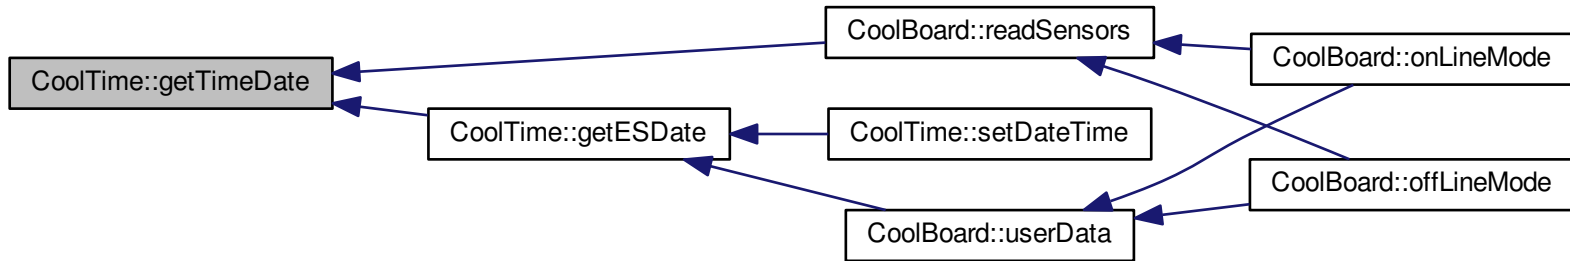 CoolTime::getTimeDate
CoolBoard::readSensors
CoolTime::getESDate
CoolTime::setDateTime
CoolBoard::userData
CoolBoard::onLineMode
CoolBoard::offLineMode